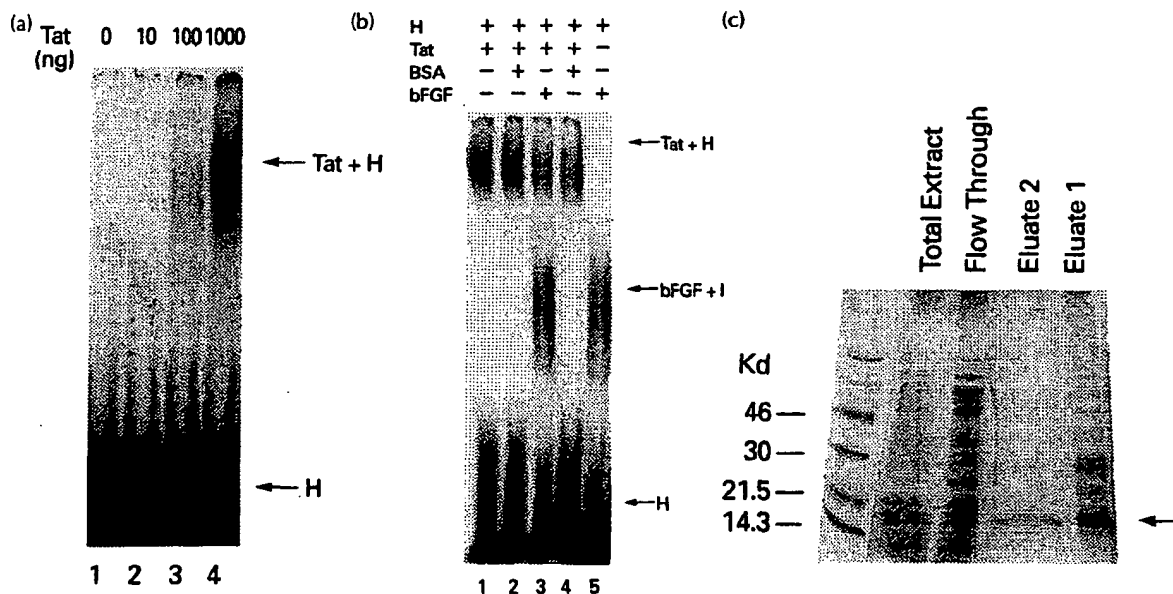 (a)
Tat 0 10 100 1000
(ng)
Tat + H
H
1 2 3 4
(b)
H + + + + +
Tat + + + + −
BSA − + − + −
bFGF − − + − +
Tat + H
bFGF + I
H
1 2 3 4 5
(c)
Total Extract
Flow Through
Eluate 2
Eluate 1
Kd
46
30
21.5
14.3